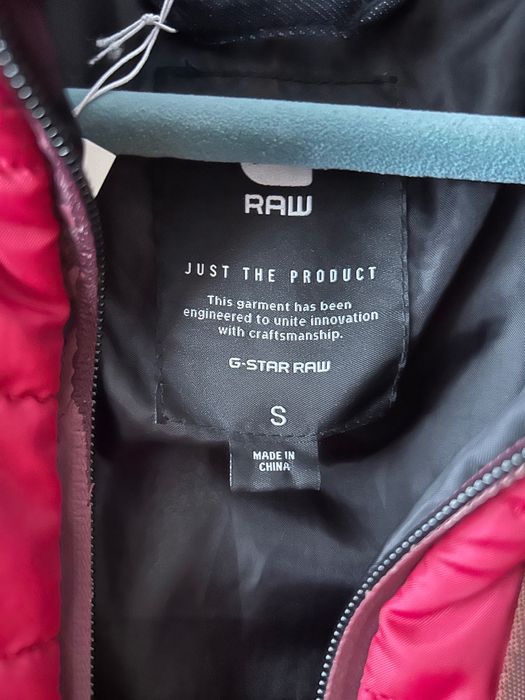 RAW
JUST THE PRODUCT
This garment has been
engineered to unite innovation
with craftsmanship.
G-STAR RAW
S
MADE IN
CHINA